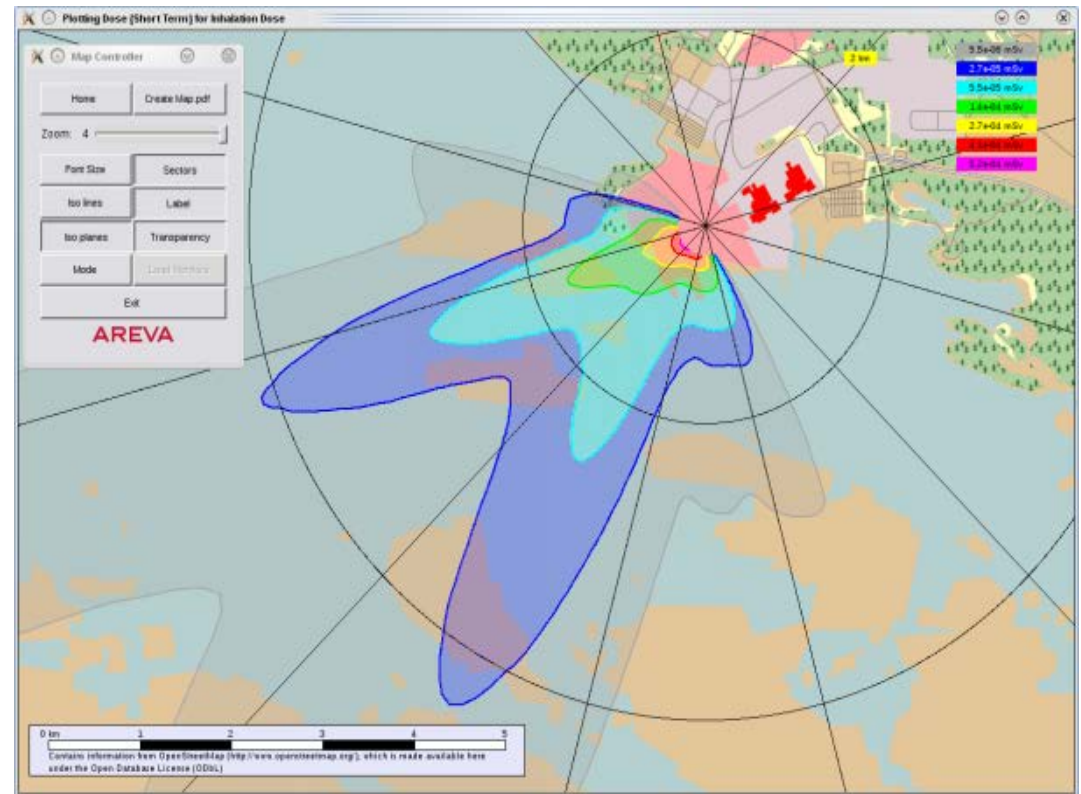 Plotting Dose (Short Term) for Inhalation Dose
Map Controller
Home
Create Map.pdf
Zoom: 4
Font Size
Sectors
Iso lines
Label
Iso planes
Transparency
Mode
Exit
AREVA
2 km
5.5e-06 mSv
2.7e-05 mSv
5.5e-05 mSv
1.4e-04 mSv
2.7e-04 mSv
mSv
mSv
0 km 1 2 3 4 5
Contains information from OpenStreetMap (http://www.openstreetmap.org/), which is made available here
under the Open Database License (ODbL)